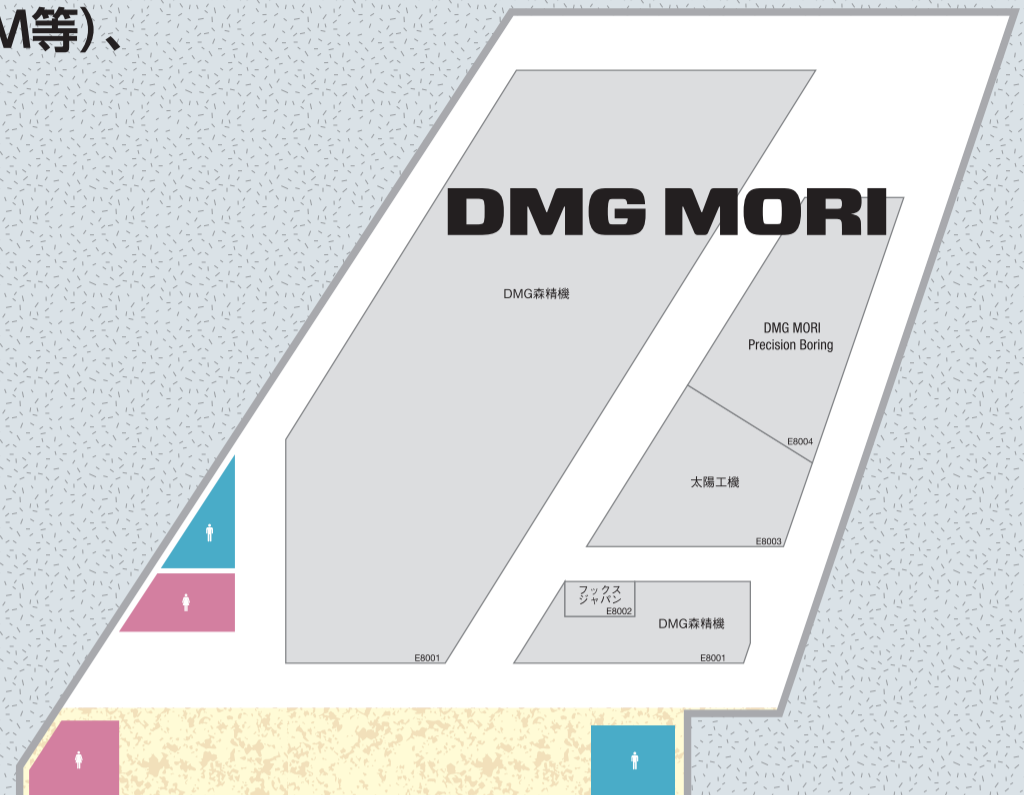 M等)、
DMG MORI
DMG森精機
DMG MORI
Precision Boring
E8004
太陽工機
E8003
フックス
ジャパン
E8002
DMG森精機
E8001
E8001